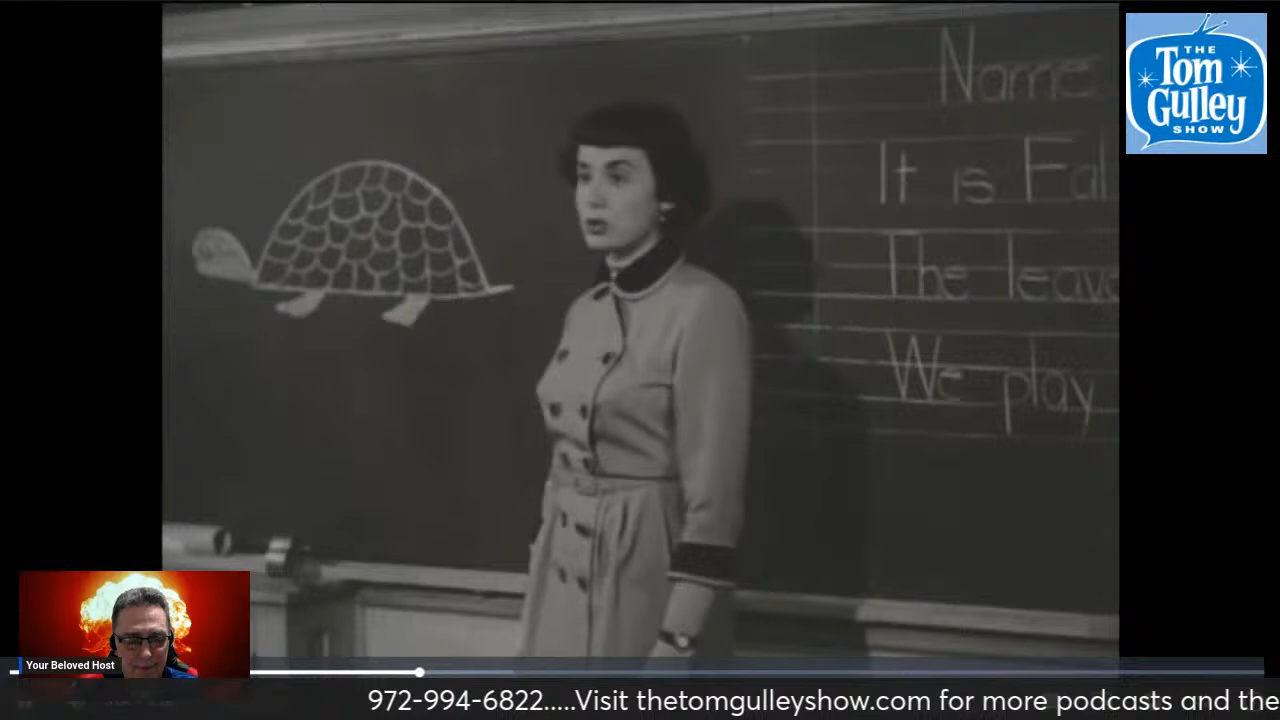 THE
Tom
Gulley
SHOW
Name
It is Fal
The leave
We play
Your Beloved Host
972-994-6822.....Visit thetomgulleyshow.com for more podcasts and the